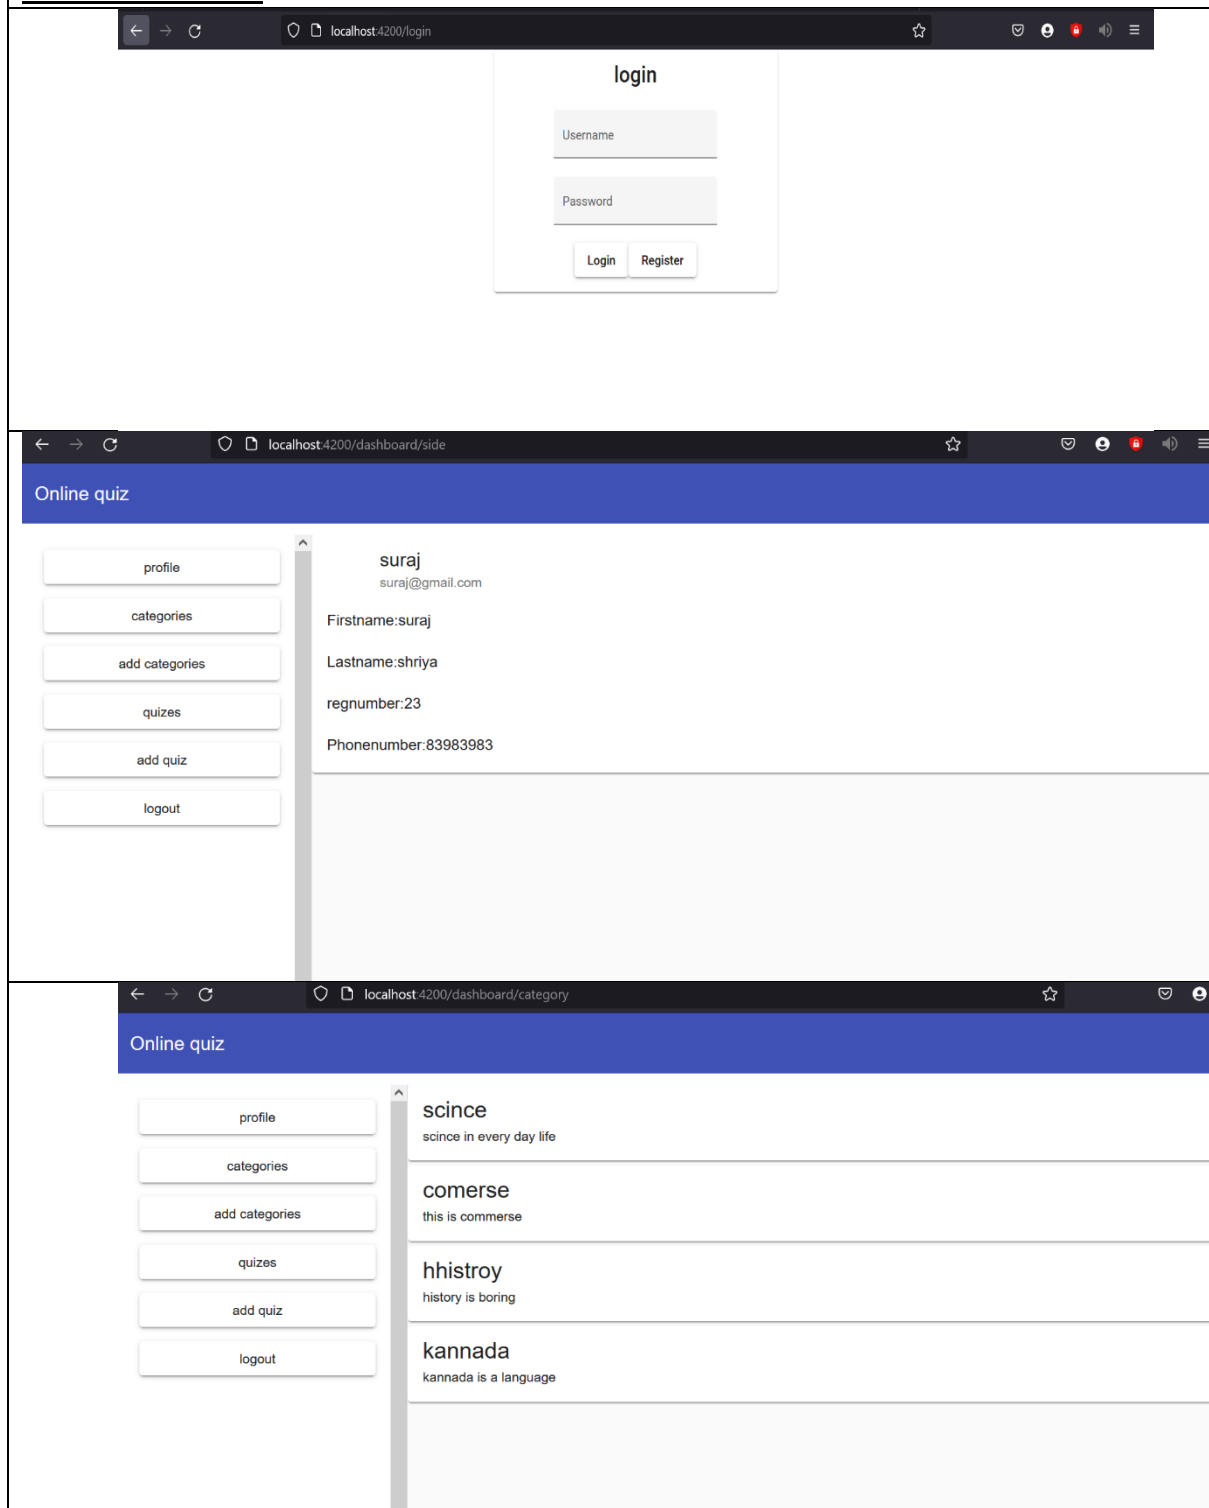 localhost:4200/login
login
Username
Password
Login Register
localhost:4200/dashboard/side
Online quiz
profile
categories
add categories
quizes
add quiz
logout
suraj
suraj@gmail.com
Firstname:suraj
Lastname:shriya
regnumber:23
Phonenumber:83983983
localhost:4200/dashboard/category
Online quiz
profile
categories
add categories
quizes
add quiz
logout
scince
scince in every day life
comerse
this is commerse
hhistroy
history is boring
kannada
kannada is a language